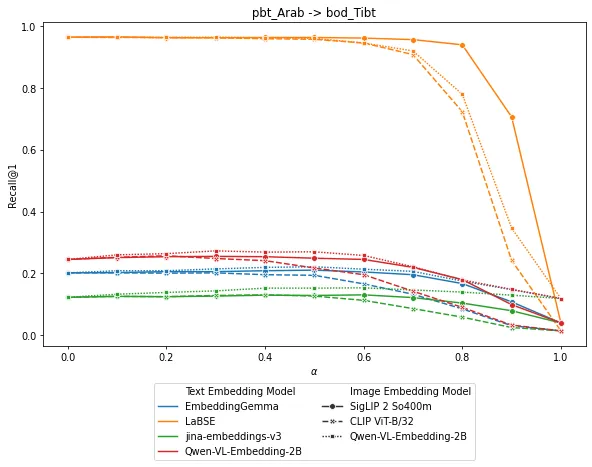 pbt_Arab -> bod_Tibt
1.0
0.8
0.6
0.4
0.2
0.0
Recall@1
0.0 0.2 0.4 0.6 0.8 1.0
α
Text Embedding Model Image Embedding Model
EmbeddingGemma SigLIP 2 So400m
LaBSE CLIP ViT-B/32
jina-embeddings-v3 Qwen-VL-Embedding-2B
Qwen-VL-Embedding-2B